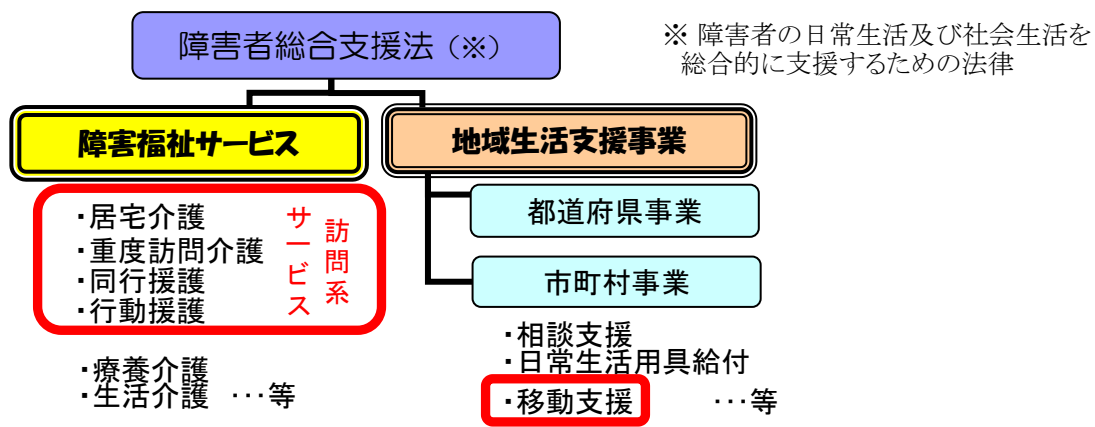 障害者総合支援法（※）
※ 障害者の日常生活及び社会生活を
総合的に支援するための法律
障害福祉サービス
地域生活支援事業
・居宅介護
・重度訪問介護
・同行援護
・行動援護
訪問系
サービス
・療養介護
・生活介護 …等
都道府県事業
市町村事業
・相談支援
・日常生活用具給付
・移動支援 …等